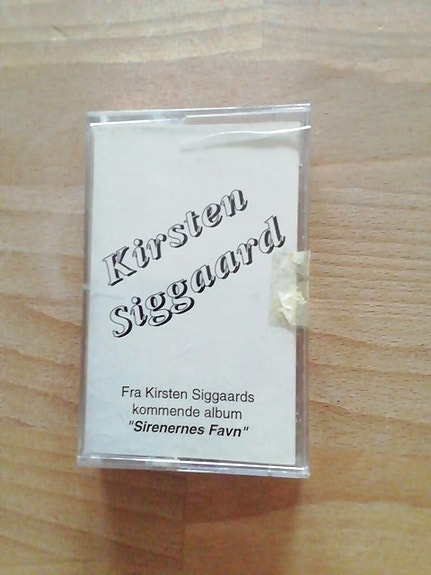 Kirsten
Siggaard
Fra Kirsten Siggaards
kommende album
"Sirenernes Favn"